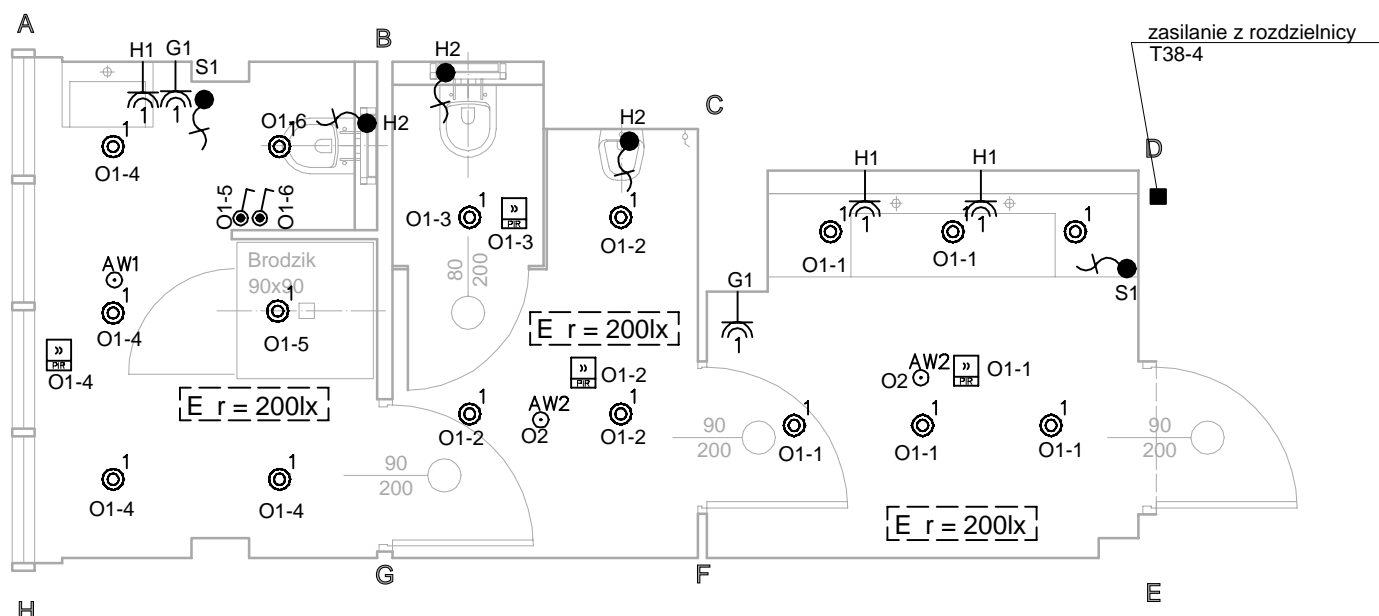 A
B
C
D
zasilanie z rozdzielnicy
T38-4
H1
G1
S1
H2
H2
H2
H1
H1
1
1
O1-6
1
1
O1-4
O1-5
O1-6
O1-3
1
»
PIR
O1-3
1
O1-2
1
O1-1
1
O1-1
1
S1
80
200
AW1
1
O1-4
Brodzik
90x90
1
O1-5
G1
1
E r = 200lx
»
PIR
O1-4
»
PIR
O1-2
AW2
O2
»
PIR
O1-1
E r = 200lx
1
O1-2
AW2
O2
1
O1-2
1
O1-1
1
O1-1
1
O1-1
90
200
90
200
90
200
1
O1-4
1
O1-4
E r = 200lx
G
F
E
H